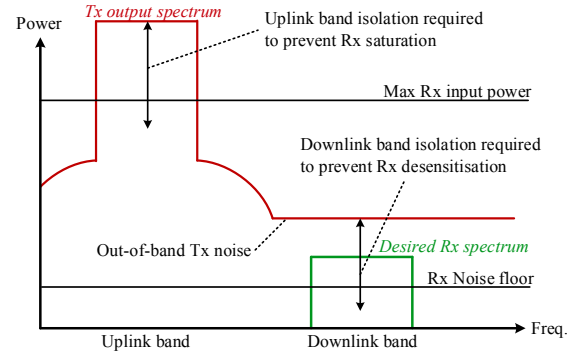 Tx output spectrum
Power
Uplink band isolation required
to prevent Rx saturation
Max Rx input power
Downlink band isolation required
to prevent Rx desensitisation
Out-of-band Tx noise
Desired Rx spectrum
Rx Noise floor
Freq.
Uplink band
Downlink band